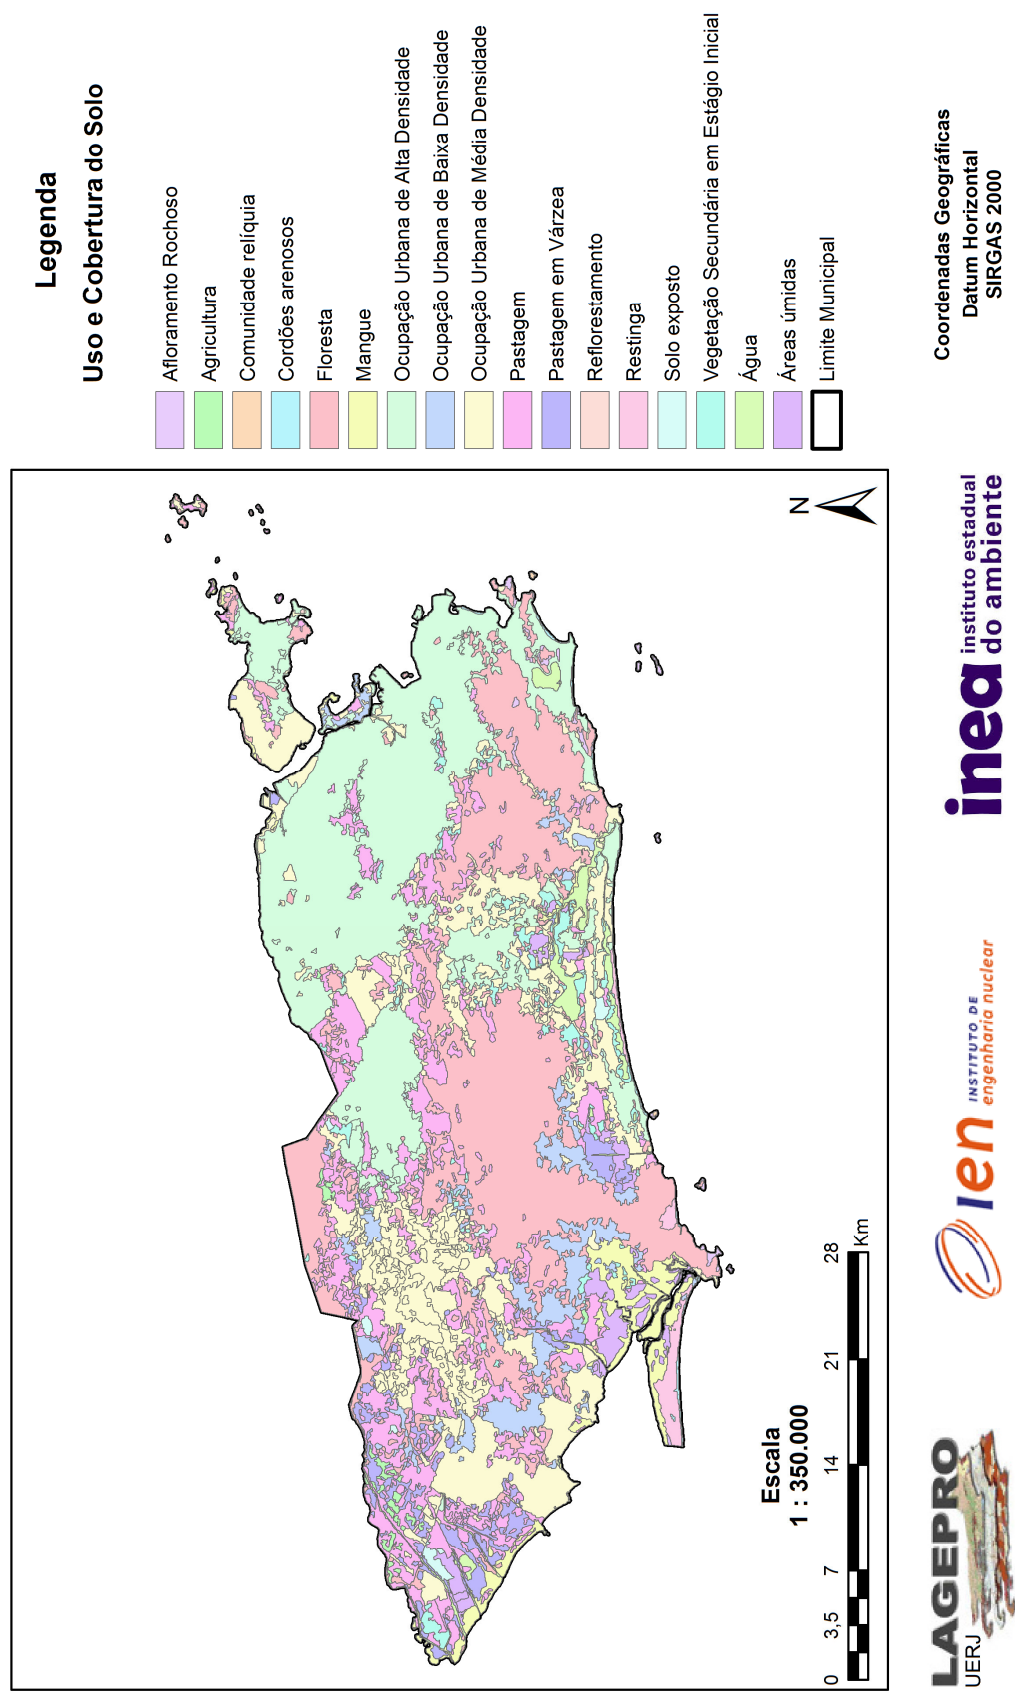 Legenda
Uso e Cobertura do Solo
Afloramento Rochoso
Agricultura
Comunidade relíquia
Cordões arenosos
Floresta
Mangue
Ocupação Urbana de Alta Densidade
Ocupação Urbana de Baixa Densidade
Ocupação Urbana de Média Densidade
Pastagem
Pastagem em Várzea
Reflorestamento
Restinga
Solo exposto
Vegetação Secundária em Estágio Inicial
Água
Áreas úmidas
Limite Municipal
Coordenadas Geográficas
Datum Horizontal
SIRGAS 2000
N
Escala
1 : 350.000
0 3,5 7 14 21 28
Km
LAGEPRO
UERJ
ien INSTITUTO DE
engenharia nuclear
inea instituto estadual
do ambiente